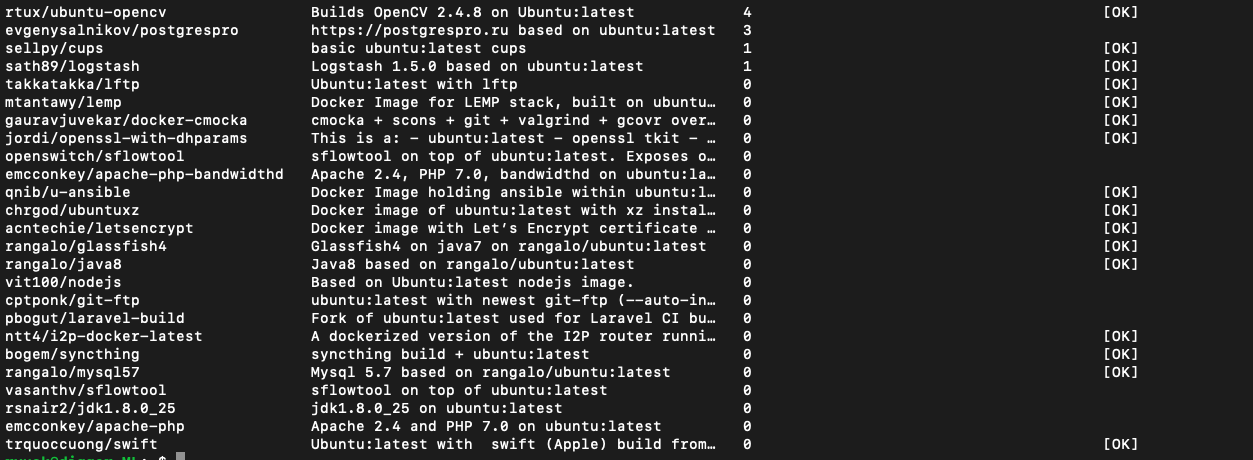 rtux/ubuntu-opencv Builds OpenCV 2.4.8 on Ubuntu:latest 4 [OK]
evgenysalnikov/postgrespro https://postgrespro.ru based on ubuntu:latest 3
sellpy/cups basic ubuntu:latest cups 1 [OK]
sath89/logstash Logstash 1.5.0 based on ubuntu:latest 1 [OK]
takkatakka/lftp Ubuntu:latest with lftp 0 [OK]
mtantawy/lemp Docker Image for LEMP stack, built on ubuntu… 0 [OK]
gauravjuvekar/docker-cmocka cmocka + scons + git + valgrind + gcovr over… 0 [OK]
jordi/openssl-with-dhparams This is a: - ubuntu:latest - openssl tkit - … 0 [OK]
openswitch/sflowtool sflowtool on top of ubuntu:latest. Exposes o… 0
emcconkey/apache-php-bandwidthd Apache 2.4, PHP 7.0, bandwidthd on ubuntu:la… 0
qnib/u-ansible Docker Image holding ansible within ubuntu:l… 0 [OK]
chrgod/ubuntuxz Docker image of ubuntu:latest with xz instal… 0 [OK]
acntechie/letsencrypt Docker image with Let’s Encrypt certificate … 0 [OK]
rangalo/glassfish4 Glassfish4 on java7 on rangalo/ubuntu:latest 0 [OK]
rangalo/java8 Java8 based on rangalo/ubuntu:latest 0 [OK]
vit100/nodejs Based on Ubuntu:latest nodejs image. 0
cptponk/git-ftp ubuntu:latest with newest git-ftp (--auto-in… 0
pbogut/laravel-build Fork of ubuntu:latest used for Laravel CI bu… 0
ntt4/i2p-docker-latest A dockerized version of the I2P router runni… 0 [OK]
bogem/syncthing syncthing build + ubuntu:latest 0 [OK]
rangalo/mysql57 Mysql 5.7 based on rangalo/ubuntu:latest 0 [OK]
vasanthv/sflowtool sflowtool on top of ubuntu:latest 0
rsnair2/jdk1.8.0_25 jdk1.8.0_25 on ubuntu:latest 0
emcconkey/apache-php Apache 2.4 and PHP 7.0 on ubuntu:latest 0
trquoccuong/swift Ubuntu:latest with  swift (Apple) build from… 0 [OK]